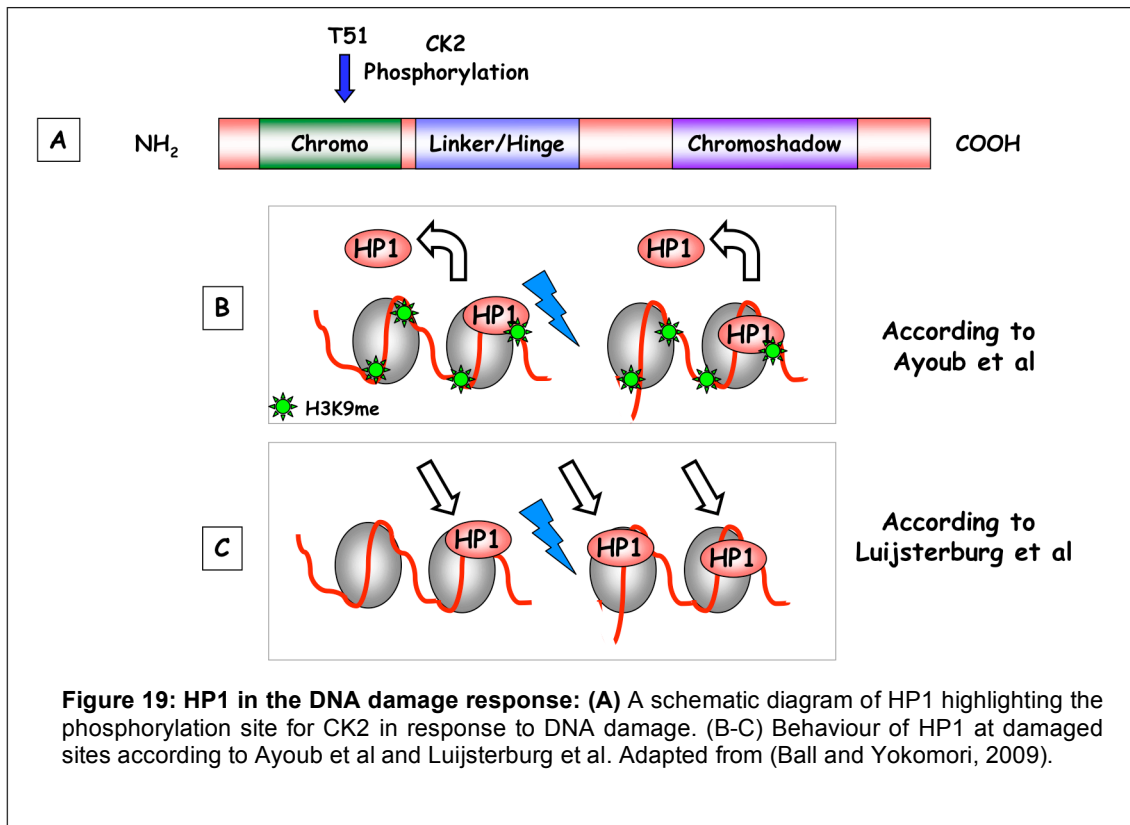 T51
CK2
Phosphorylation
A
NH2
Chromo
Linker/Hinge
Chromoshadow
COOH
B
HP1
HP1
HP1
HP1
H3K9me
According to
Ayoub et al
C
HP1
HP1
HP1
According to
Luijsterburg et al
Figure 19: HP1 in the DNA damage response: (A) A schematic diagram of HP1 highlighting the
phosphorylation site for CK2 in response to DNA damage. (B-C) Behaviour of HP1 at damaged
sites according to Ayoub et al and Luijsterburg et al. Adapted from (Ball and Yokomori, 2009).